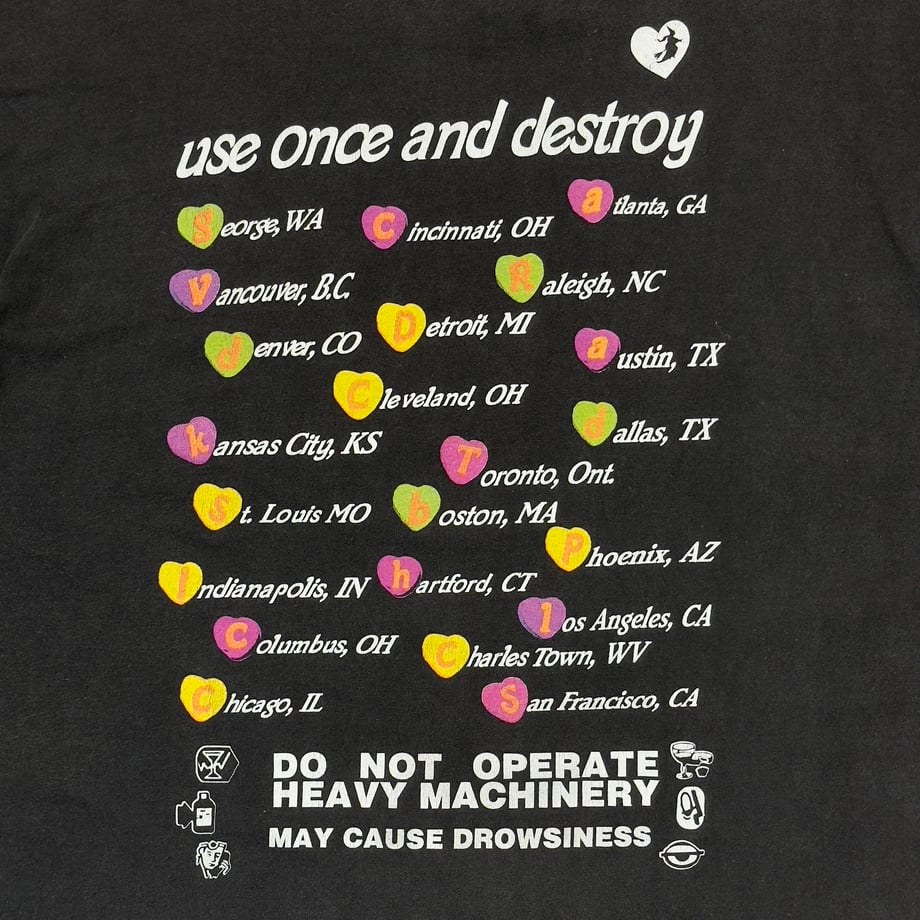 use once and destroy
George, WA
Cincinnati, OH
atlanta, GA
Vancouver, B.C.
Raleigh, NC
denver, CO
Detroit, MI
austin, TX
Cleveland, OH
kansas City, KS
dallas, TX
Toronto, Ont.
st. Louis MO
boston, MA
Phoenix, AZ
Indianapolis, IN
hartford, CT
los Angeles, CA
Columbus, OH
Charles Town, WV
Chicago, IL
San Francisco, CA
DO NOT OPERATE
HEAVY MACHINERY
MAY CAUSE DROWSINESS